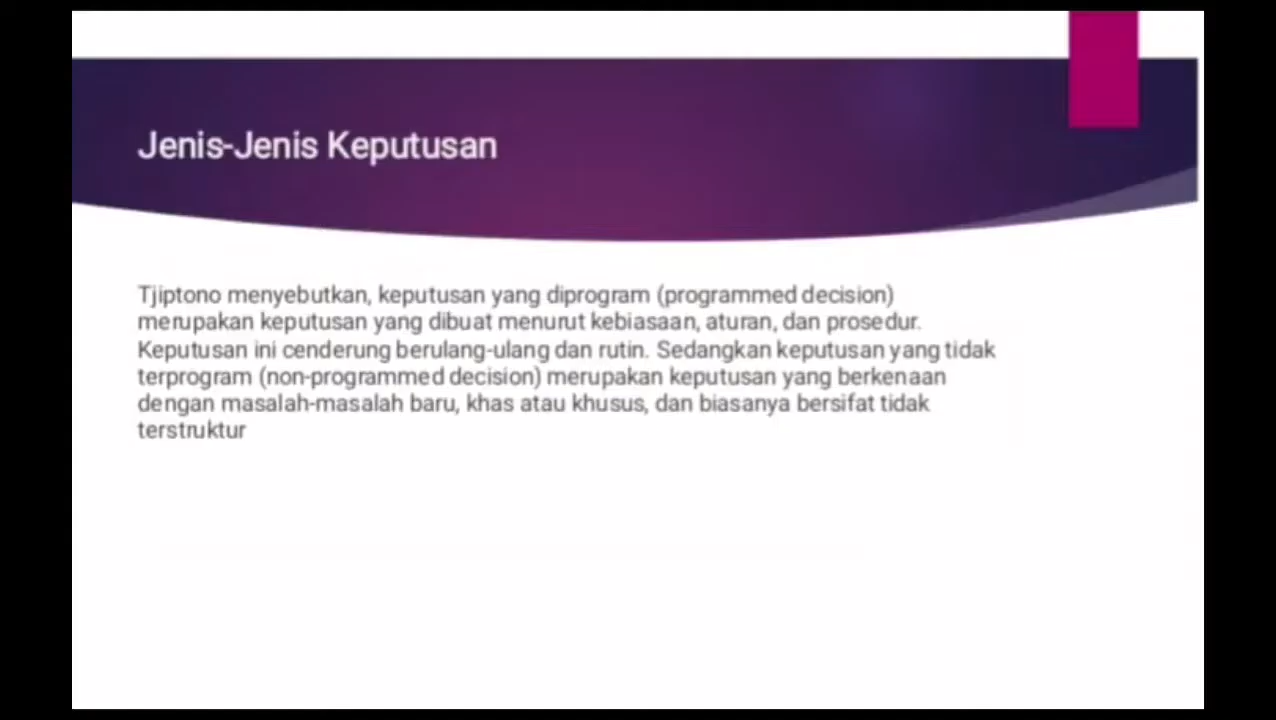 Jenis-Jenis Keputusan
Tjiptono menyebutkan, keputusan yang diprogram (programmed decision)
merupakan keputusan yang dibuat menurut kebiasaan, aturan, dan prosedur.
Keputusan ini cenderung berulang-ulang dan rutin. Sedangkan keputusan yang tidak
terprogram (non-programmed decision) merupakan keputusan yang berkenaan
dengan masalah-masalah baru, khas atau khusus, dan biasanya bersifat tidak
terstruktur